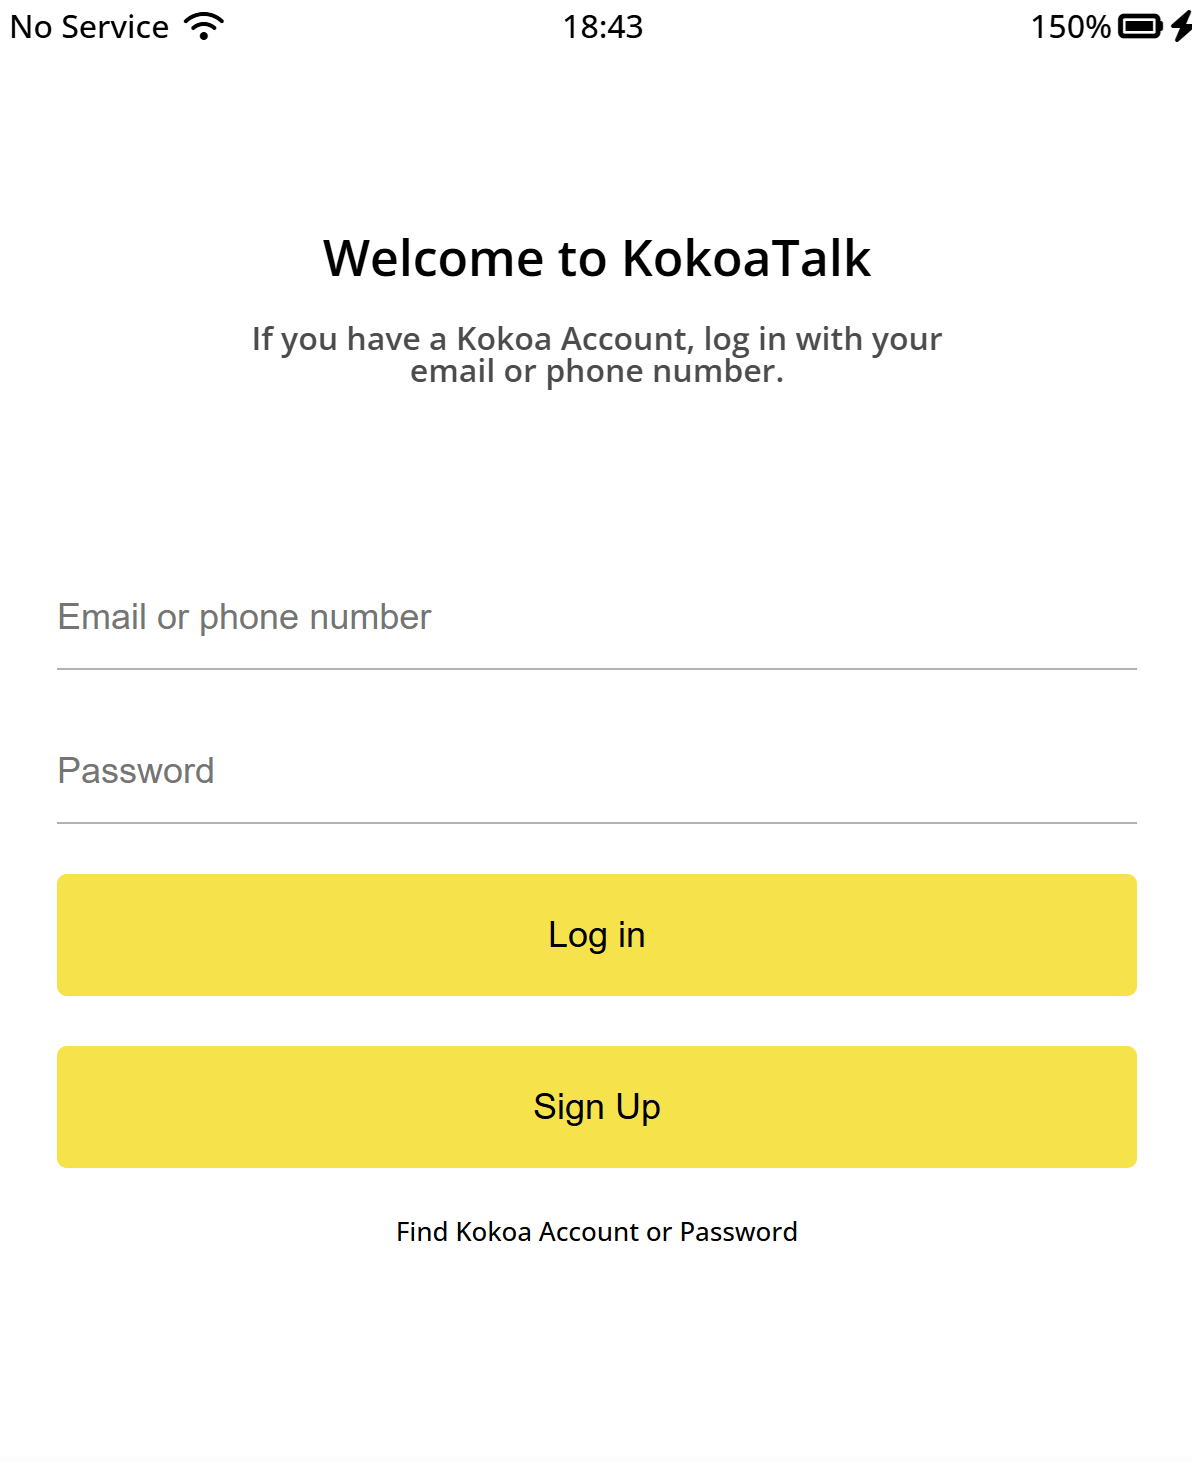 No Service 18:43 150%
Welcome to KokoaTalk
If you have a Kokoa Account, log in with your
email or phone number.
Email or phone number
Password
Log in
Sign Up
Find Kokoa Account or Password